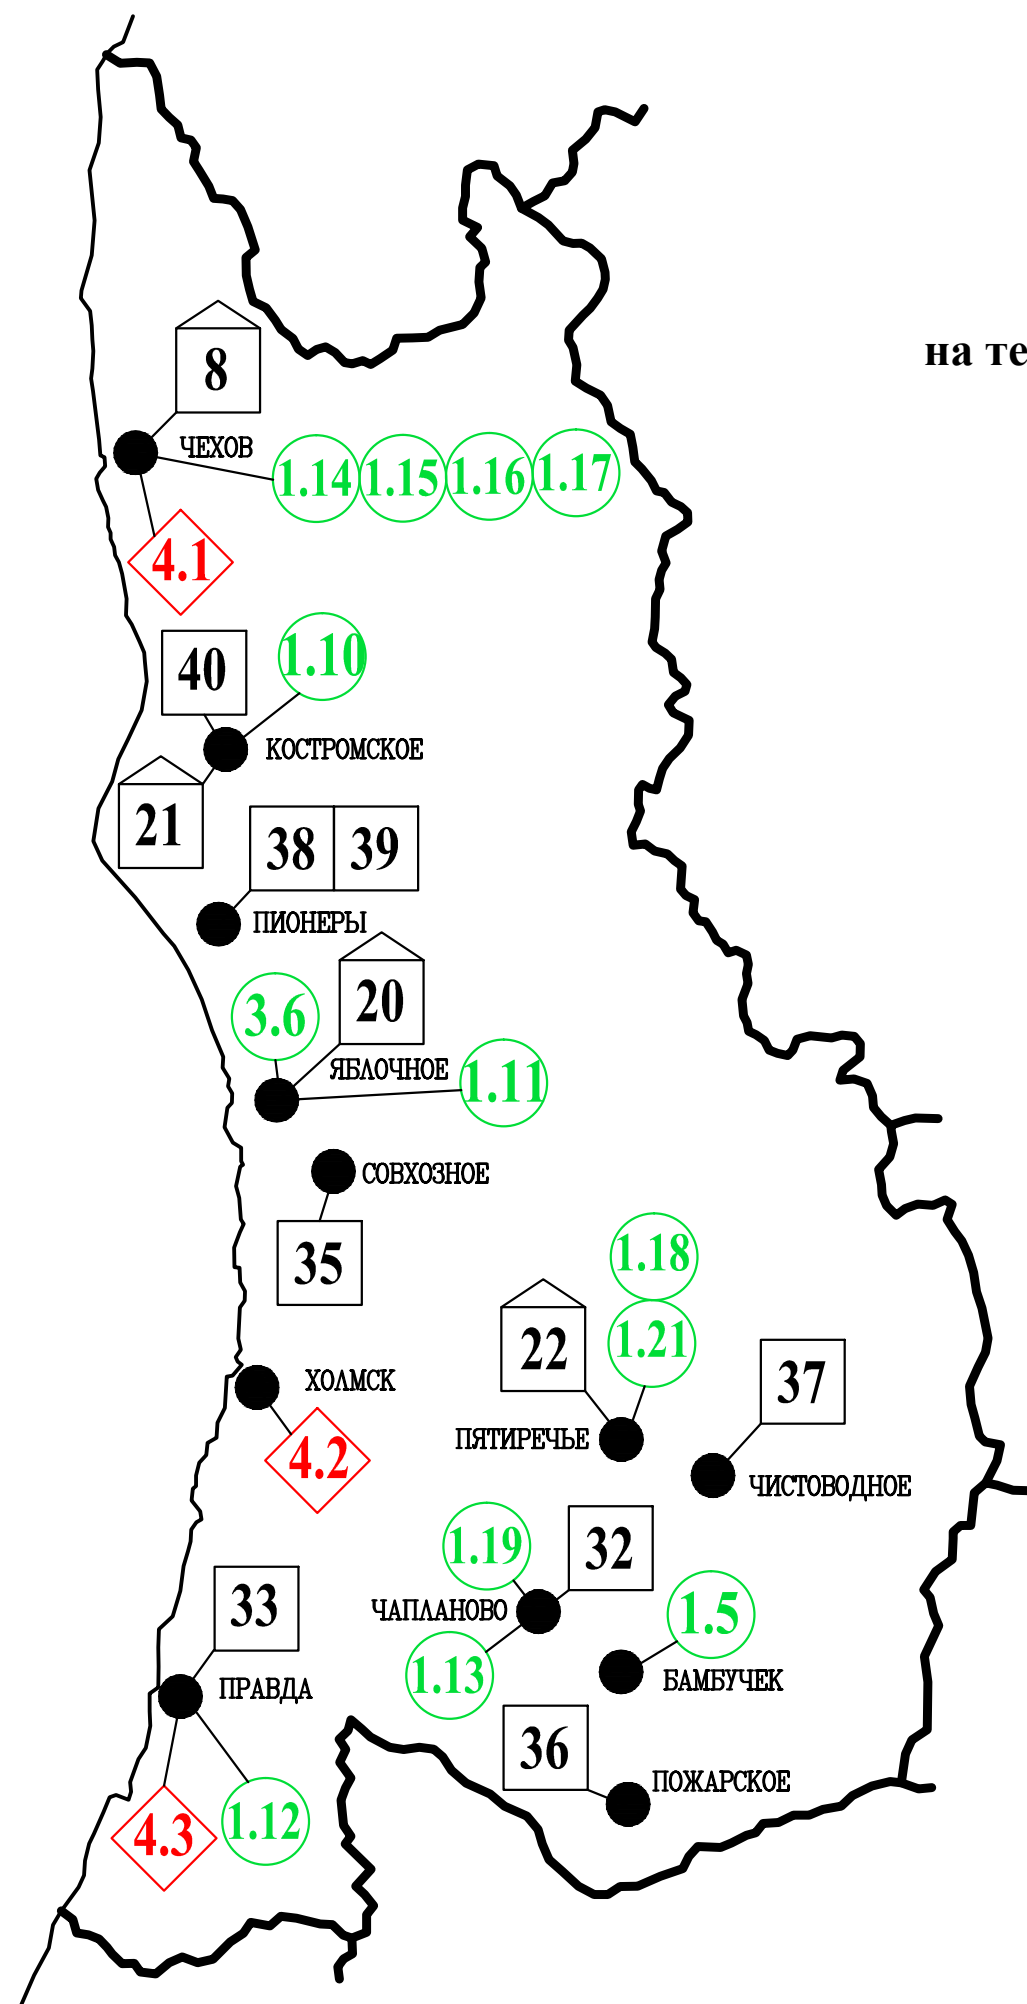 на те
8
ЧЕХОВ
1.14 1.15 1.16 1.17
4.1
40
1.10
КОСТРОМСКОЕ
21
38 39
ПИОНЕРЫ
20
3.6
ЯБЛОЧНОЕ
1.11
СОВХОЗНОЕ
35
1.18
22
1.21
37
ХОЛМСК
ПЯТИРЕЧЬЕ
4.2
ЧИСТОВОДНОЕ
1.19
32
33
ЧАПЛАНОВО
1.5
1.13
БАМБУЧЕК
ПРАВДА
36
ПОЖАРСКОЕ
4.3
1.12